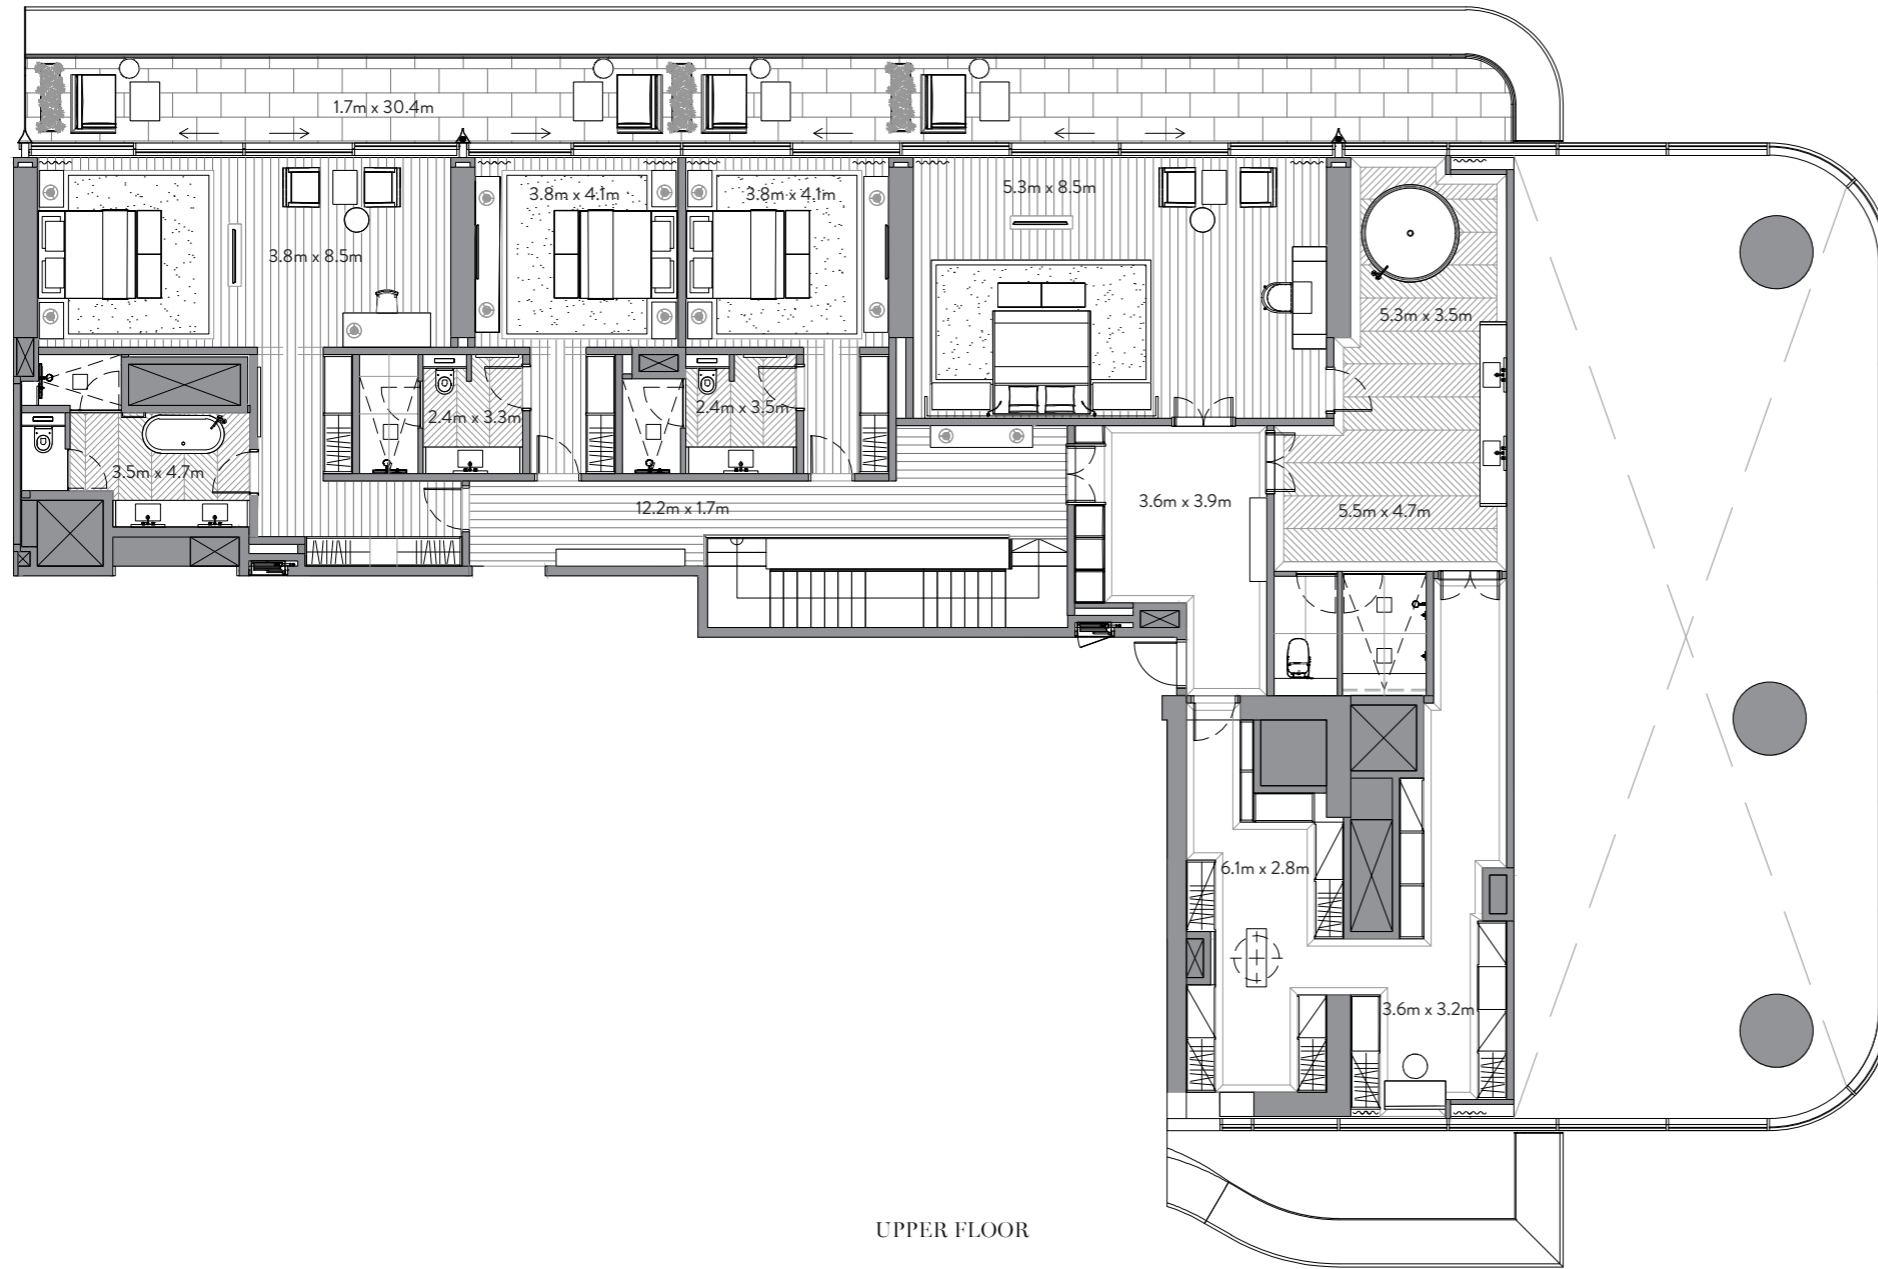 1.7m x 30.4m
3.8m x 4.1m
3.8m x 4.1m
5.3m x 8.5m
3.8m x 8.5m
5.3m x 3.5m
2.4m x 3.3m
2.4m x 3.5m
3.5m x 4.7m
12.2m x 1.7m
3.6m x 3.9m
5.5m x 4.7m
6.1m x 2.8m
3.6m x 3.2m
UPPER FLOOR